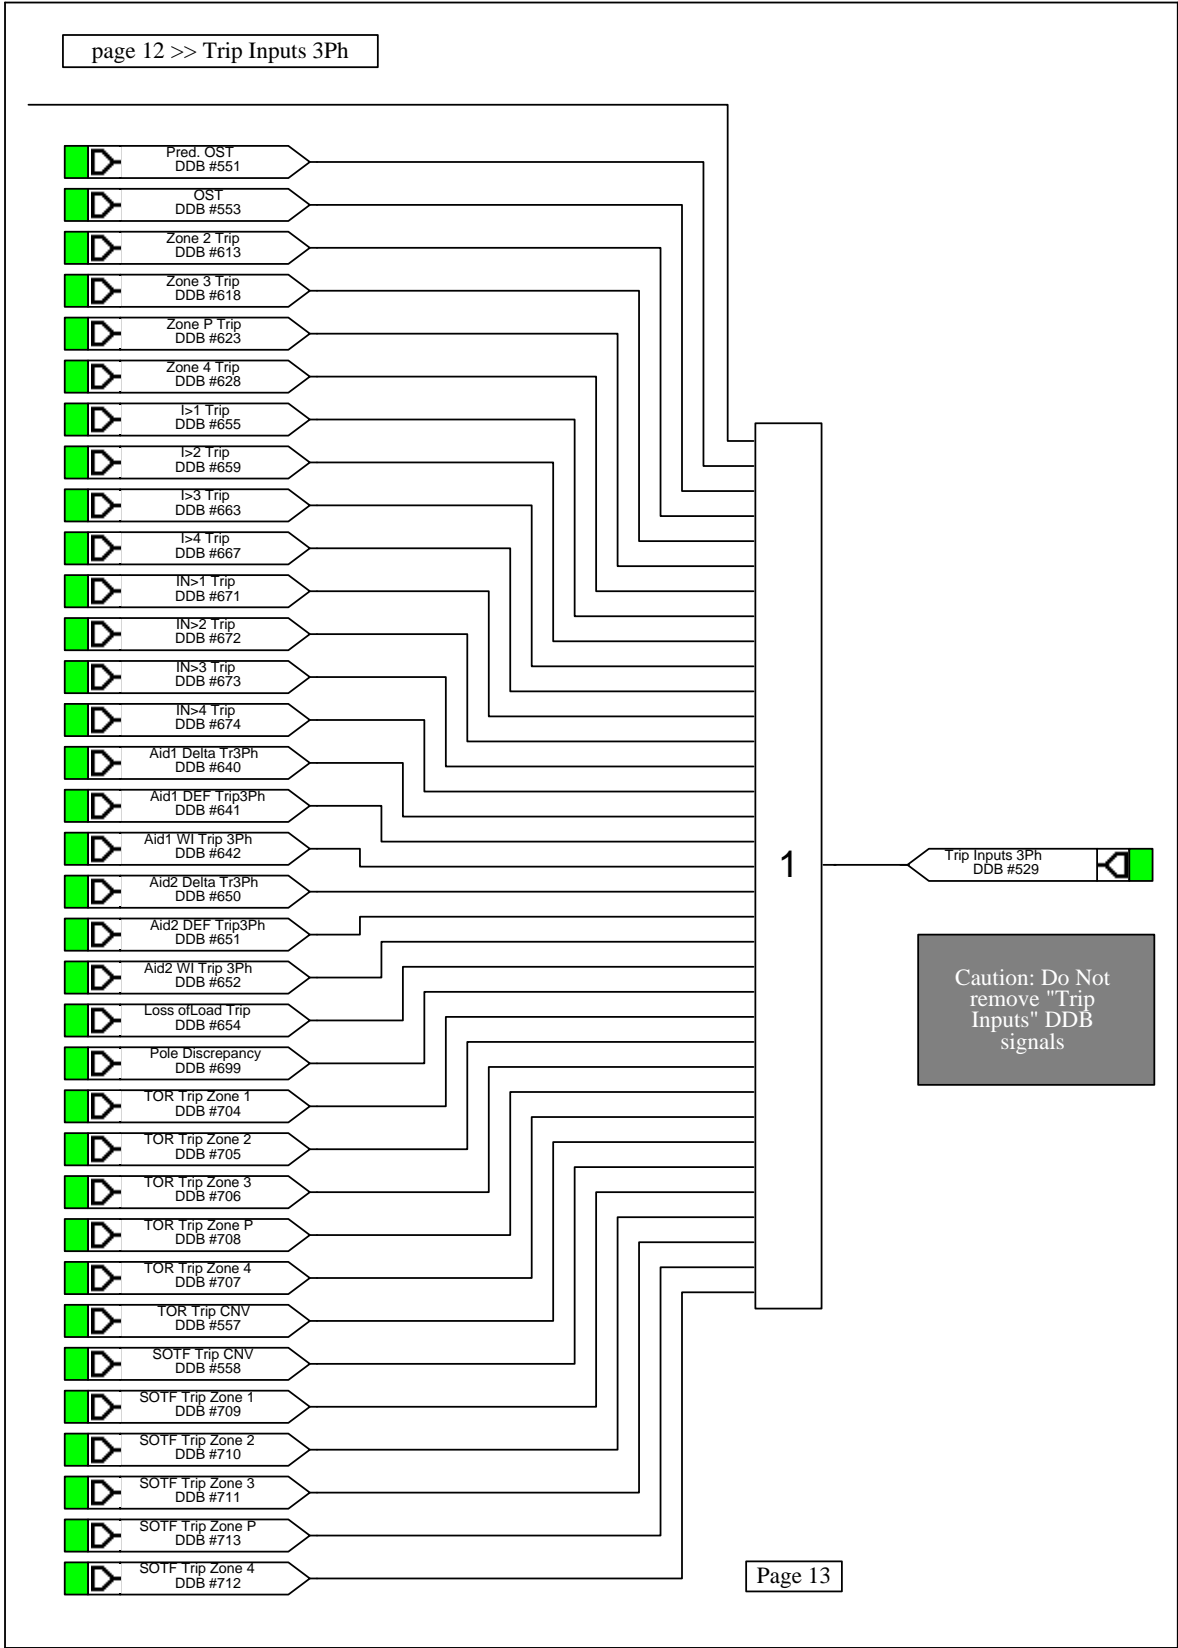 page 12 >> Trip Inputs 3Ph
Pred. OST
DDB #551
OST
DDB #553
Zone 2 Trip
DDB #613
Zone 3 Trip
DDB #618
Zone P Trip
DDB #623
Zone 4 Trip
DDB #628
I>1 Trip
DDB #655
I>2 Trip
DDB #659
I>3 Trip
DDB #663
I>4 Trip
DDB #667
IN>1 Trip
DDB #671
IN>2 Trip
DDB #672
IN>3 Trip
DDB #673
IN>4 Trip
DDB #674
Aid1 Delta Tr3Ph
DDB #640
Aid1 DEF Trip3Ph
DDB #641
Aid1 WI Trip 3Ph
DDB #642
Aid2 Delta Tr3Ph
DDB #650
Aid2 DEF Trip3Ph
DDB #651
Aid2 WI Trip 3Ph
DDB #652
Loss ofLoad Trip
DDB #654
Pole Discrepancy
DDB #699
TOR Trip Zone 1
DDB #704
TOR Trip Zone 2
DDB #705
TOR Trip Zone 3
DDB #706
TOR Trip Zone P
DDB #708
TOR Trip Zone 4
DDB #707
TOR Trip CNV
DDB #557
SOTF Trip CNV
DDB #558
SOTF Trip Zone 1
DDB #709
SOTF Trip Zone 2
DDB #710
SOTF Trip Zone 3
DDB #711
SOTF Trip Zone P
DDB #713
SOTF Trip Zone 4
DDB #712
1
Trip Inputs 3Ph
DDB #529
Caution: Do Not
remove "Trip
Inputs" DDB
signals
Page 13